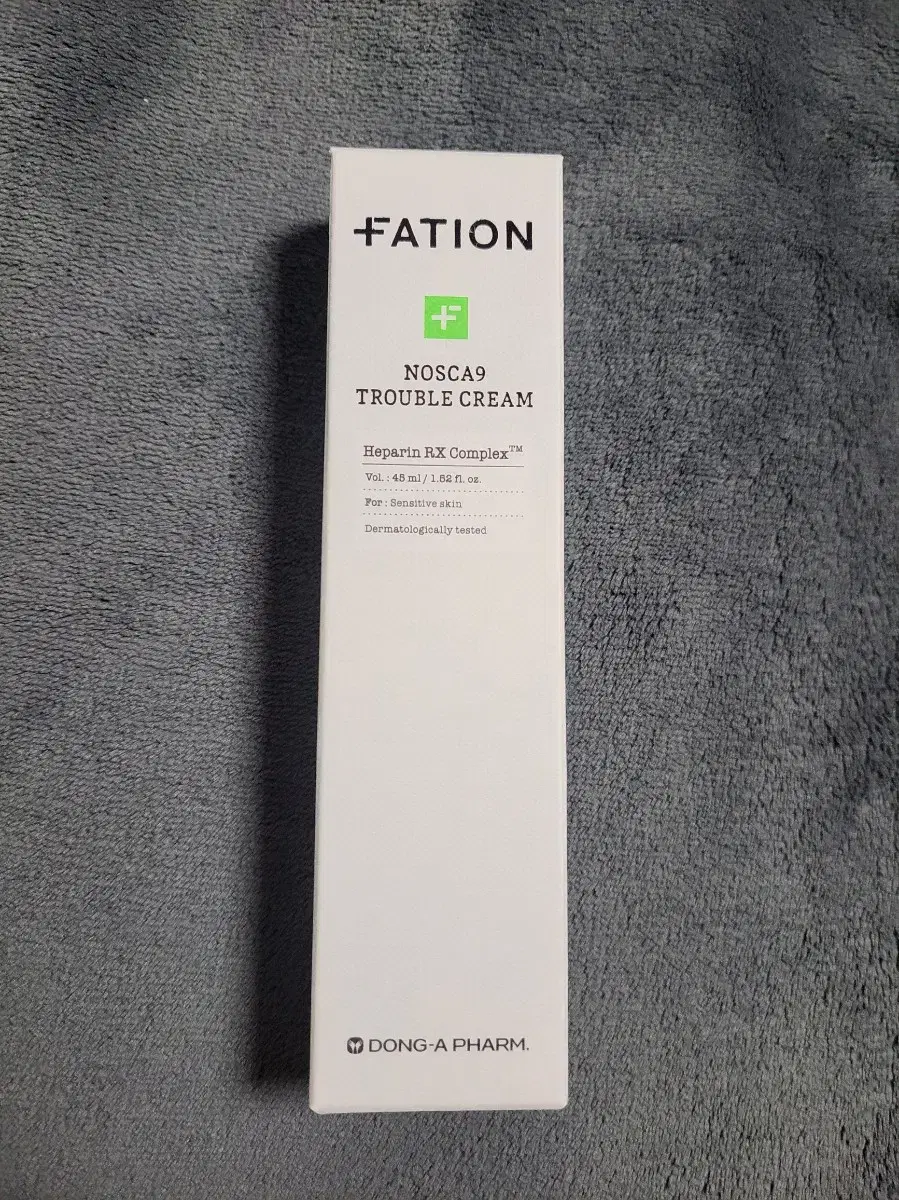 FATION
NOSCA9
TROUBLE CREAM
Heparin RX Complex™
Vol. : 45 ml / 1.52 fl. oz.
For : Sensitive skin
Dermatologically tested
DONG-A PHARM.